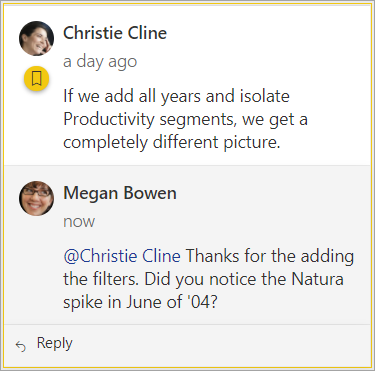 Christie Cline
a day ago
If we add all years and isolate
Productivity segments, we get a
completely different picture.
Megan Bowen
now
@Christie Cline Thanks for the adding
the filters. Did you notice the Natura
spike in June of '04?
Reply